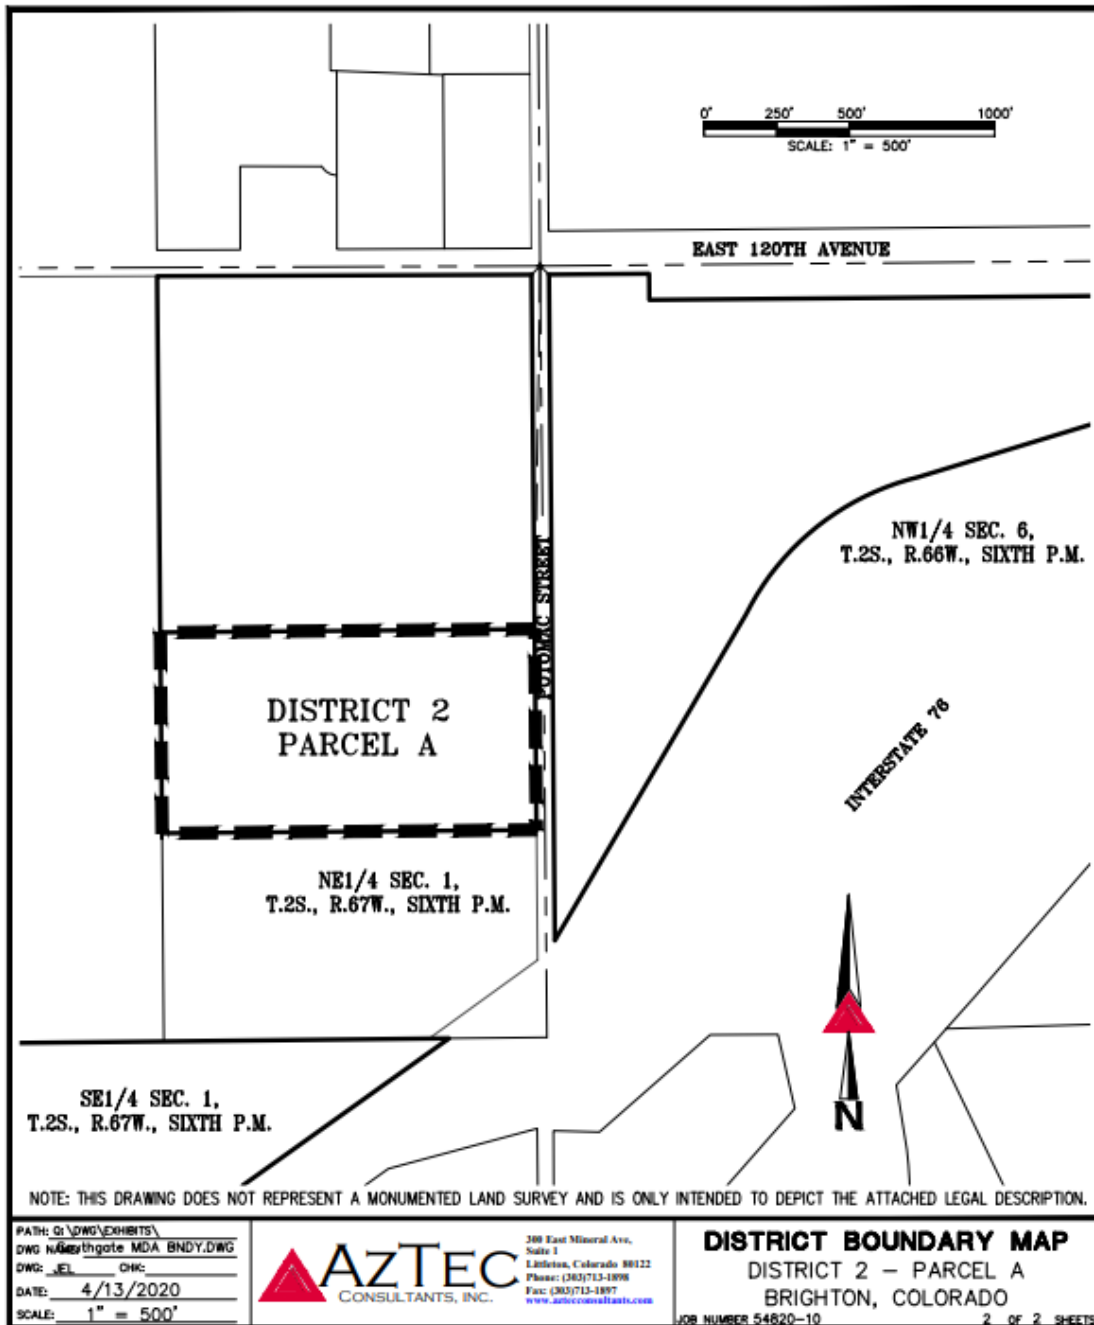 0' 250' 500' 1000'
SCALE: 1" = 500'
EAST 120TH AVENUE
NW1/4 SEC. 6,
T.2S., R.66W., SIXTH P.M.
POTOMAC STREET
DISTRICT 2
PARCEL A
INTERSTATE 76
NE1/4 SEC. 1,
T.2S., R.67W., SIXTH P.M.
SE1/4 SEC. 1,
T.2S., R.67W., SIXTH P.M.
N
NOTE: THIS DRAWING DOES NOT REPRESENT A MONUMENTED LAND SURVEY AND IS ONLY INTENDED TO DEPICT THE ATTACHED LEGAL DESCRIPTION.
PATH: Q:\DWG\EXHIBITS\
DWG NAME: MDA BNDY.DWG
DWG: JEL CHK:
DATE: 4/13/2020
SCALE: 1" = 500'
AZTEC
CONSULTANTS, INC.
300 East Mineral Ave,
Suite 1
Littleton, Colorado 80122
Phone: (303)713-1898
Fax: (303)713-1897
www.aztecconsultants.com
DISTRICT BOUNDARY MAP
DISTRICT 2 - PARCEL A
BRIGHTON, COLORADO
JOB NUMBER 54820-10 2 OF 2 SHEETS